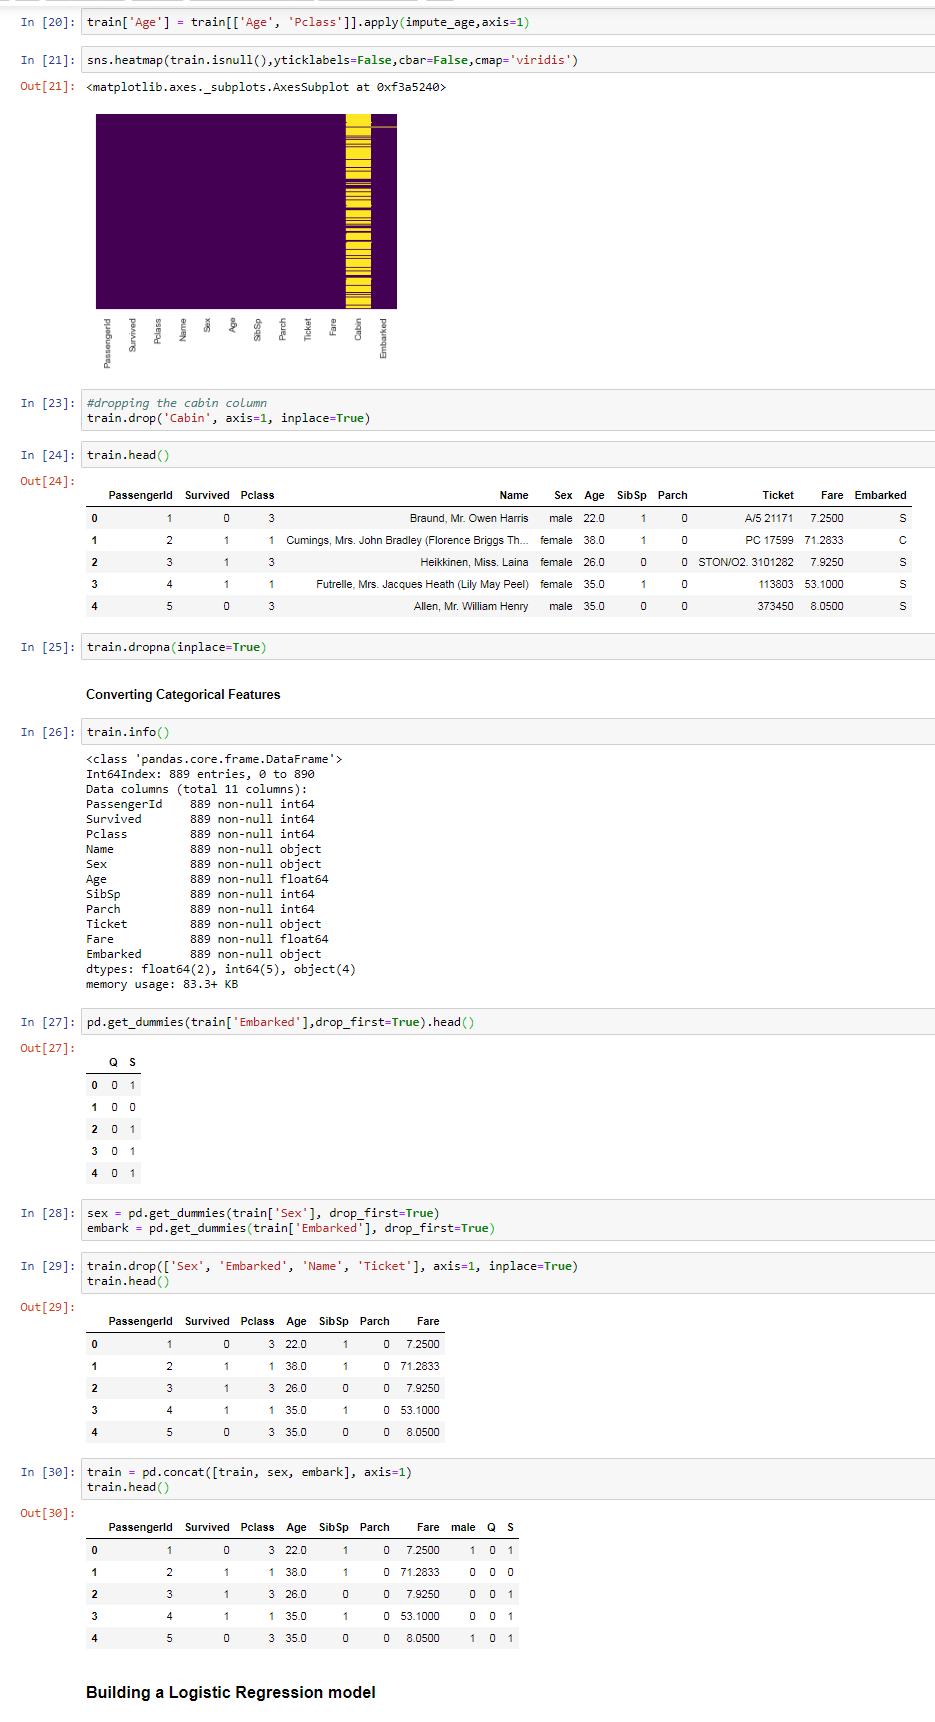 In [20]: train['Age'] = train[['Age', 'Pclass']].apply(impute_age,axis=1)
In [21]: sns.heatmap(train.isnull(),yticklabels=False,cbar=False,cmap='viridis')
Out[21]: <matplotlib.axes._subplots.AxesSubplot at 0xf3a5240>
PassengerId Survived Pclass Name Sex Age SibSp Parch Ticket Fare Cabin Embarked
In [23]: #dropping the cabin column
train.drop('Cabin', axis=1, inplace=True)
In [24]: train.head()
Out[24]:
PassengerId Survived Pclass Name Sex Age SibSp Parch Ticket Fare Embarked
0 1 0 3 Braund, Mr. Owen Harris male 22.0 1 0 A/5 21171 7.2500 S
1 2 1 1 Cumings, Mrs. John Bradley (Florence Briggs Th... female 38.0 1 0 PC 17599 71.2833 C
2 3 1 3 Heikkinen, Miss. Laina female 26.0 0 0 STON/O2. 3101282 7.9250 S
3 4 1 1 Futrelle, Mrs. Jacques Heath (Lily May Peel) female 35.0 1 0 113803 53.1000 S
4 5 0 3 Allen, Mr. William Henry male 35.0 0 0 373450 8.0500 S
In [25]: train.dropna(inplace=True)
Converting Categorical Features
In [26]: train.info()
<class 'pandas.core.frame.DataFrame'>
Int64Index: 889 entries, 0 to 890
Data columns (total 11 columns):
PassengerId 889 non-null int64
Survived 889 non-null int64
Pclass 889 non-null int64
Name 889 non-null object
Sex 889 non-null object
Age 889 non-null float64
SibSp 889 non-null int64
Parch 889 non-null int64
Ticket 889 non-null object
Fare 889 non-null float64
Embarked 889 non-null object
dtypes: float64(2), int64(5), object(4)
memory usage: 83.3+ KB
In [27]: pd.get_dummies(train['Embarked'],drop_first=True).head()
Out[27]:
Q S
0 0 1
1 0 0
2 0 1
3 0 1
4 0 1
In [28]: sex = pd.get_dummies(train['Sex'], drop_first=True)
embark = pd.get_dummies(train['Embarked'], drop_first=True)
In [29]: train.drop(['Sex', 'Embarked', 'Name', 'Ticket'], axis=1, inplace=True)
train.head()
Out[29]:
PassengerId Survived Pclass Age SibSp Parch Fare
0 1 0 3 22.0 1 0 7.2500
1 2 1 1 38.0 1 0 71.2833
2 3 1 3 26.0 0 0 7.9250
3 4 1 1 35.0 1 0 53.1000
4 5 0 3 35.0 0 0 8.0500
In [30]: train = pd.concat([train, sex, embark], axis=1)
train.head()
Out[30]:
PassengerId Survived Pclass Age SibSp Parch Fare male Q S
0 1 0 3 22.0 1 0 7.2500 1 0 1
1 2 1 1 38.0 1 0 71.2833 0 0 0
2 3 1 3 26.0 0 0 7.9250 0 0 1
3 4 1 1 35.0 1 0 53.1000 0 0 1
4 5 0 3 35.0 0 0 8.0500 1 0 1
Building a Logistic Regression model